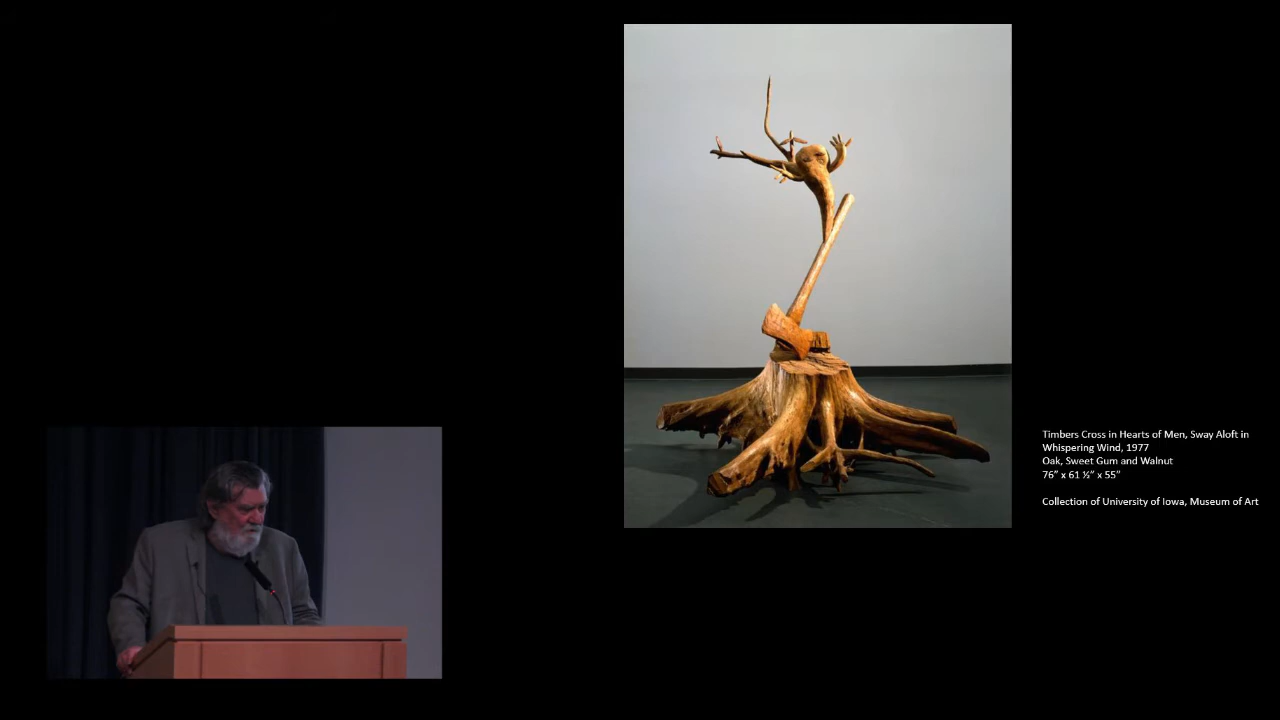 Timbers Cross in Hearts of Men, Sway Aloft in
Whispering Wind, 1977
Oak, Sweet Gum and Walnut
76” x 61 ½” x 55”
Collection of University of Iowa, Museum of Art